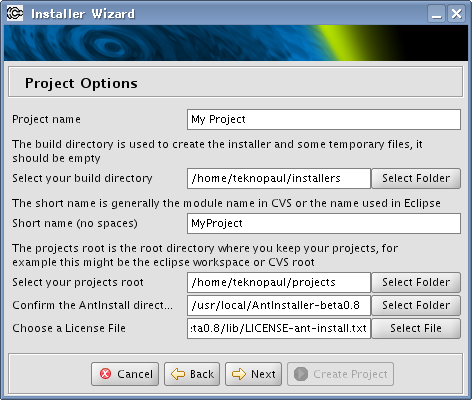 Installer Wizard
Project Options
Project name My Project
The build directory is used to create the installer and some temporary files, it
should be empty
Select your build directory /home/teknopaul/installers Select Folder
The short name is generally the module name in CVS or the name used in Eclipse
Short name (no spaces) MyProject
The projects root is the root directory where you keep your projects, for
example this might be the eclipse workspace or CVS root
Select your projects root /home/teknopaul/projects Select Folder
Confirm the AntInstall direct... /usr/local/AntInstaller-beta0.8 Select Folder
Choose a License File :ta0.8/lib/LICENSE-ant-install.txt Select File
Cancel Back Next Create Project